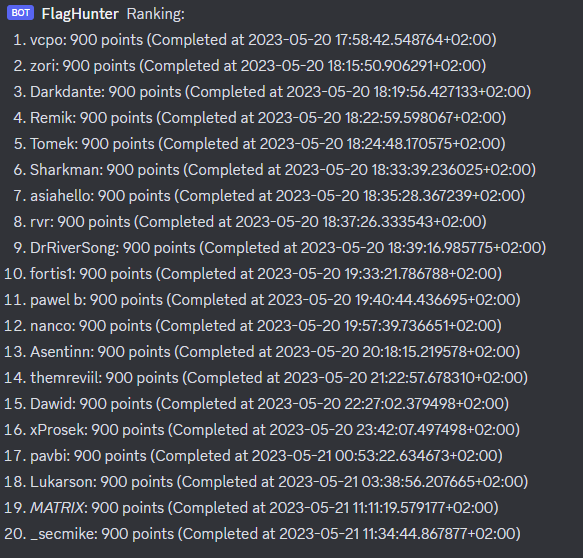 BOT FlagHunter Ranking:
1. vcpo: 900 points (Completed at 2023-05-20 17:58:42.548764+02:00)
2. zori: 900 points (Completed at 2023-05-20 18:15:50.906291+02:00)
3. Darkdante: 900 points (Completed at 2023-05-20 18:19:56.427133+02:00)
4. Remik: 900 points (Completed at 2023-05-20 18:22:59.598067+02:00)
5. Tomek: 900 points (Completed at 2023-05-20 18:24:48.170575+02:00)
6. Sharkman: 900 points (Completed at 2023-05-20 18:33:39.236025+02:00)
7. asiahello: 900 points (Completed at 2023-05-20 18:35:28.367239+02:00)
8. rvr: 900 points (Completed at 2023-05-20 18:37:26.333543+02:00)
9. DrRiverSong: 900 points (Completed at 2023-05-20 18:39:16.985775+02:00)
10. fortis1: 900 points (Completed at 2023-05-20 19:33:21.786788+02:00)
11. pawel b: 900 points (Completed at 2023-05-20 19:40:44.436695+02:00)
12. nanco: 900 points (Completed at 2023-05-20 19:57:39.736651+02:00)
13. Asentinn: 900 points (Completed at 2023-05-20 20:18:15.219578+02:00)
14. themreviil: 900 points (Completed at 2023-05-20 21:22:57.678310+02:00)
15. Dawid: 900 points (Completed at 2023-05-20 22:27:02.379498+02:00)
16. xProsek: 900 points (Completed at 2023-05-20 23:42:07.497498+02:00)
17. pavbi: 900 points (Completed at 2023-05-21 00:53:22.634673+02:00)
18. Lukarson: 900 points (Completed at 2023-05-21 03:38:56.207665+02:00)
19. MATRIX: 900 points (Completed at 2023-05-21 11:11:19.579177+02:00)
20. _secmike: 900 points (Completed at 2023-05-21 11:34:44.867877+02:00)